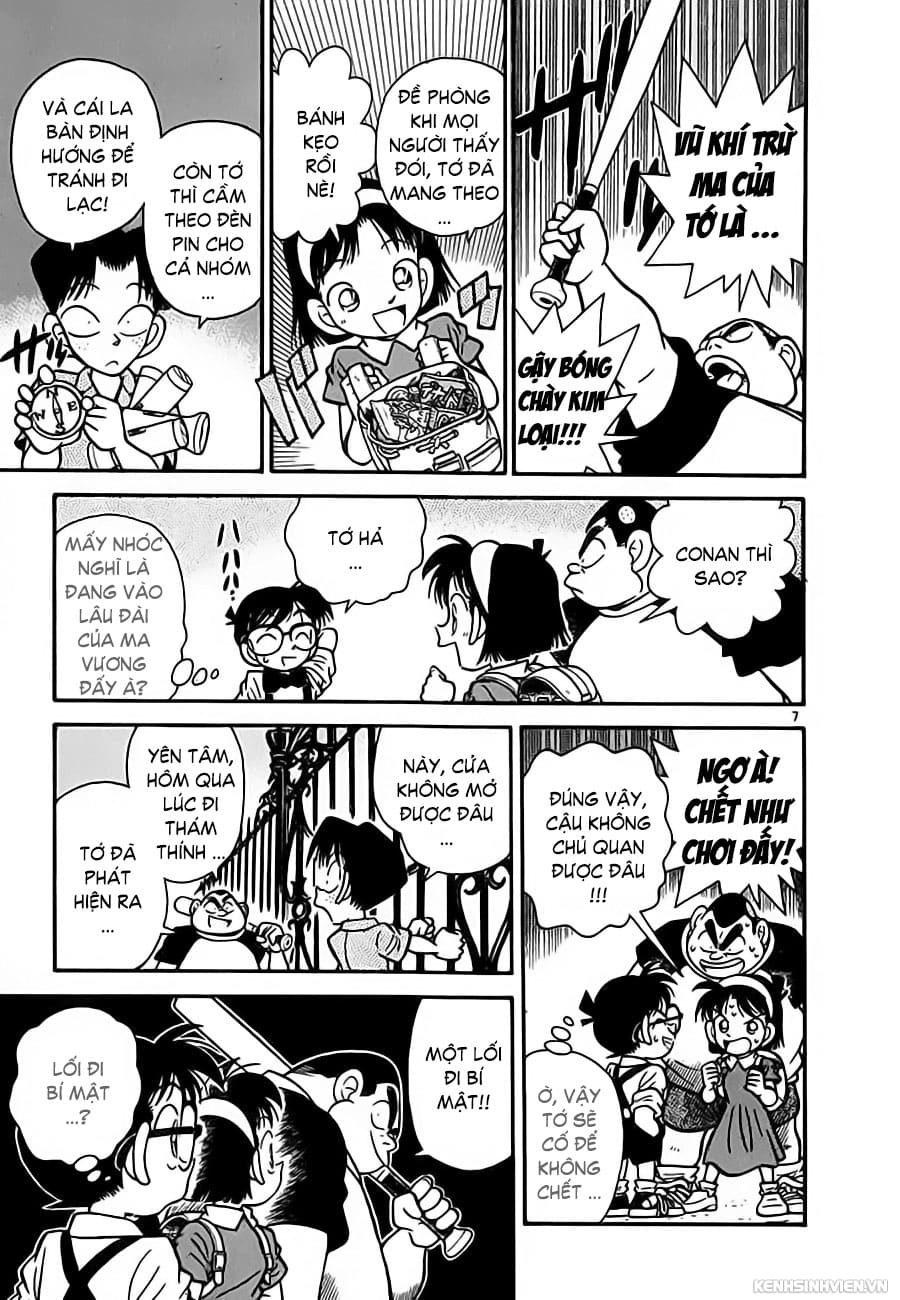 VŨ KHÍ TRỪ
MA CỦA
TỚ LÀ ...
GẬY BÓNG
CHÀY KIM
LOẠI!!!
ĐỀ PHÒNG
KHI MỌI
NGƯỜI THẤY
ĐÓI, TỚ ĐÃ
MANG THEO
...
BÁNH
KẸO
RỒI
NÈ!
CÒN TỚ
THÌ CẦM
THEO ĐÈN
PIN CHO
CẢ NHÓM
...
VÀ CÁI LA
BÀN ĐỊNH
HƯỚNG ĐỂ
TRÁNH ĐI
LẠC!
CONAN THÌ
SAO?
TỚ HẢ
...
MẤY NHÓC
NGHĨ LÀ
ĐANG VÀO
LÂU ĐÀI
CỦA MA
VƯƠNG
ĐẤY À?
7
NGƠ À!
CHẾT NHƯ
CHƠI ĐẤY!
ĐÚNG VẬY,
CẬU KHÔNG
CHỦ QUAN
ĐƯỢC ĐÂU
!!!
Ờ, VẬY
TỚ SẼ
CỐ ĐỂ
KHÔNG
CHẾT ...
NÀY, CỬA
KHÔNG MỞ
ĐƯỢC ĐÂU
...
YÊN TÂM,
HÔM QUA
LÚC ĐI
THÁM
THÍNH ...
TỚ ĐÃ
PHÁT
HIỆN RA
...
MỘT LỐI
ĐI BÍ
MẬT!!
LỐI ĐI
BÍ MẬT
...?
KENHSINHVIEN.VN